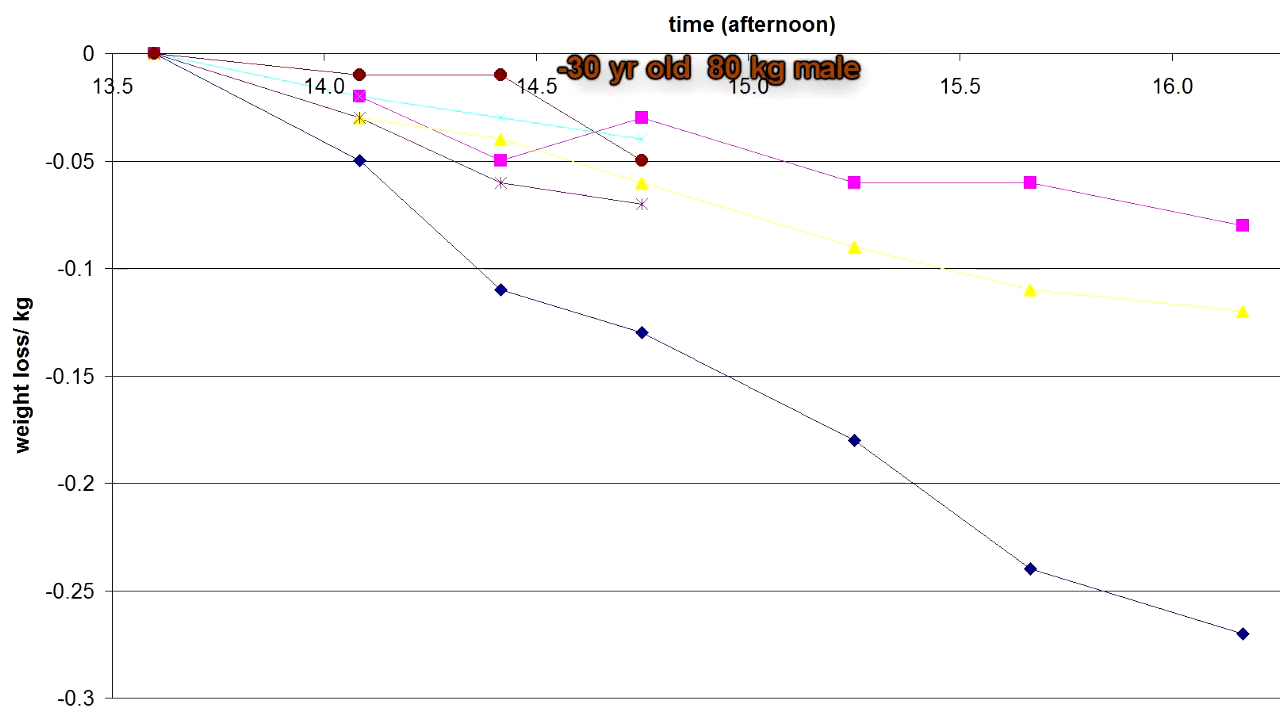 time (afternoon)
-30 yr old 80 kg male
0
13.5 14.0 14.5 15.0 15.5 16.0
-0.05
-0.1
-0.15
-0.2
-0.25
-0.3
weight loss/ kg